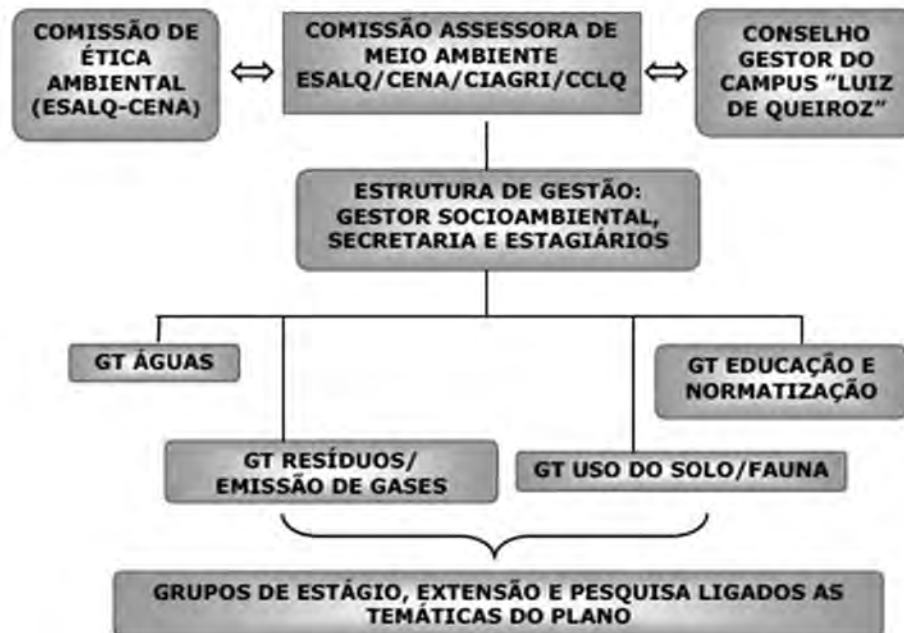 COMISSÃO DE
ÉTICA
AMBIENTAL
(ESALQ-CENA)
COMISSÃO ASSESSORA DE
MEIO AMBIENTE
ESALQ/CENA/CIAGRI/CCLQ
CONSELHO
GESTOR DO
CAMPUS "LUIZ
DE QUEIROZ"
ESTRUTURA DE GESTÃO:
GESTOR SOCIOAMBIENTAL,
SECRETARIA E ESTAGIÁRIOS
GT ÁGUAS
GT EDUCAÇÃO E
NORMATIZAÇÃO
GT RESÍDUOS/
EMISSÃO DE GASES
GT USO DO SOLO/FAUNA
GRUPOS DE ESTÁGIO, EXTENSÃO E PESQUISA LIGADOS AS
TEMÁTICAS DO PLANO